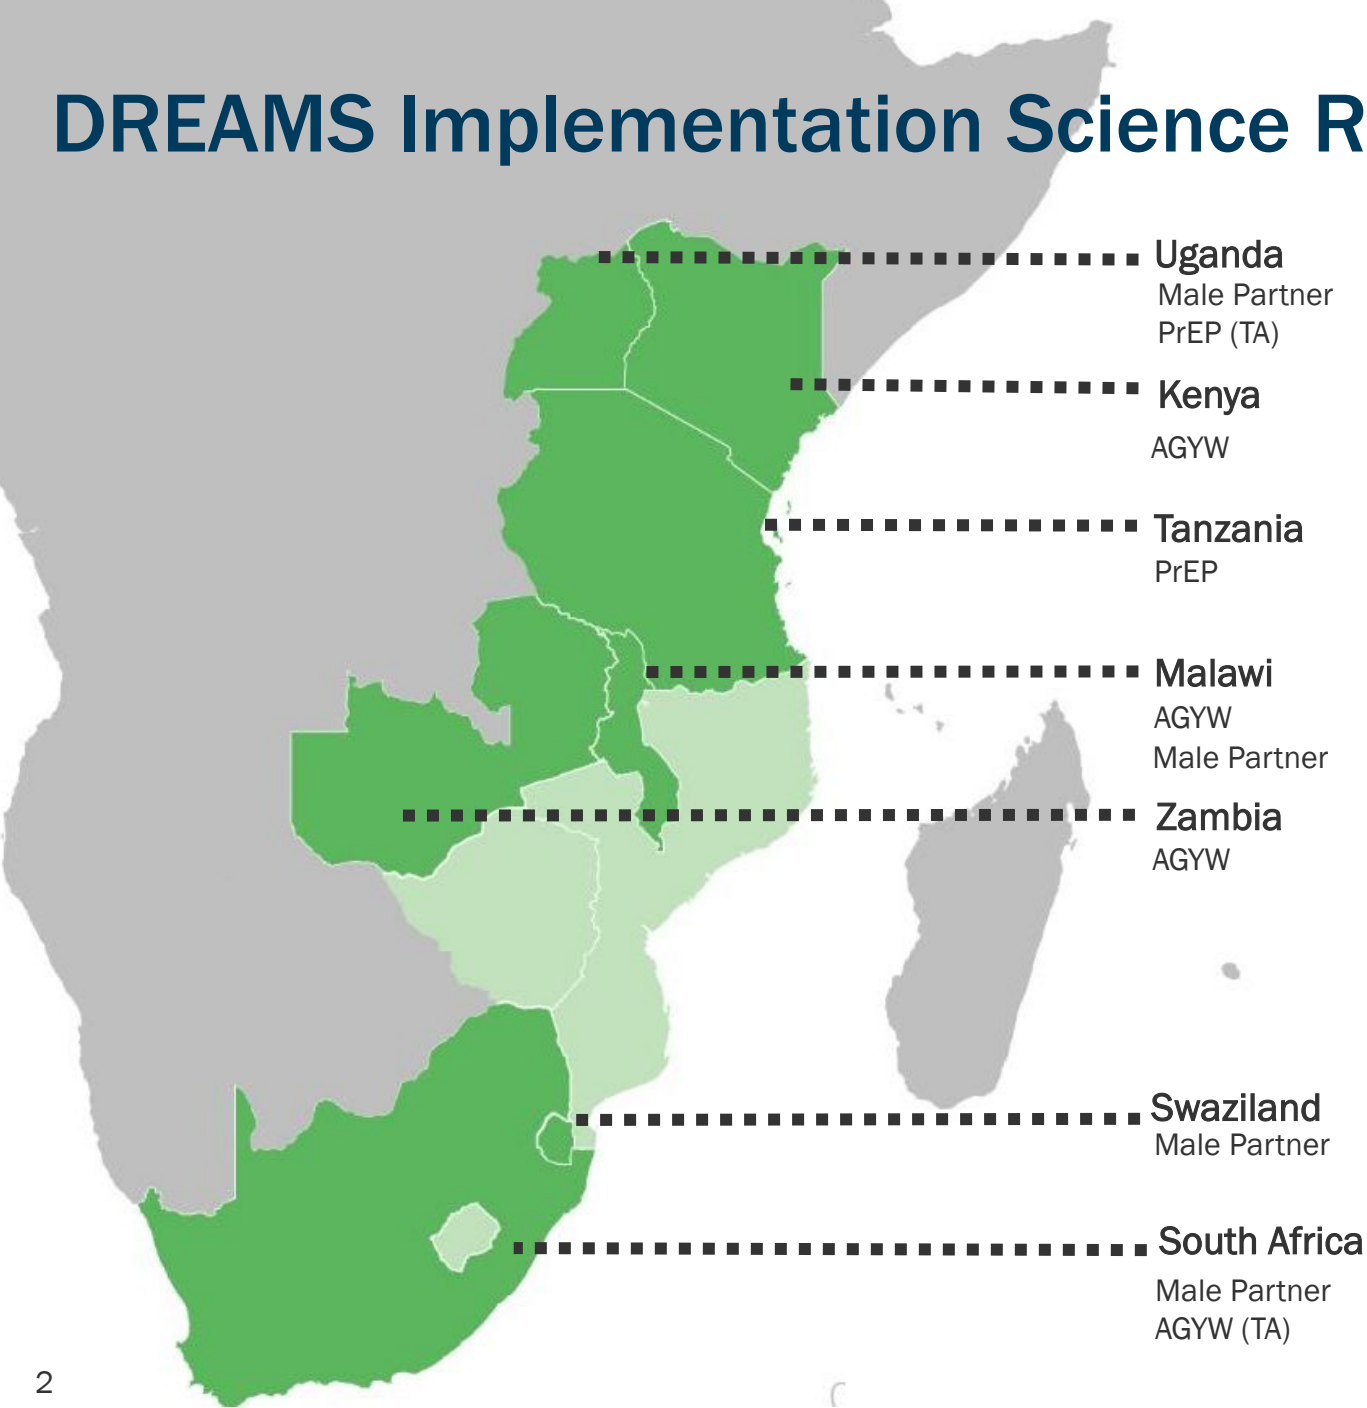 DREAMS Implementation Science R
Uganda
Male Partner
PrEP (TA)
Kenya
AGYW
Tanzania
PrEP
Malawi
AGYW
Male Partner
Zambia
AGYW
Swaziland
Male Partner
South Africa
Male Partner
AGYW (TA)
2